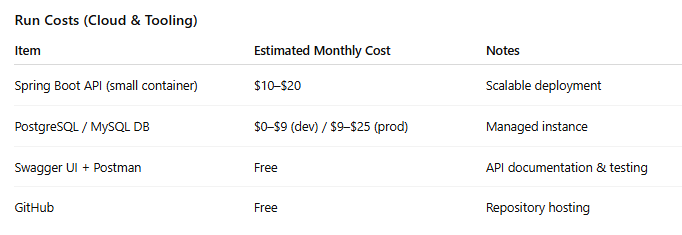 Run Costs (Cloud & Tooling)
Item Estimated Monthly Cost Notes
Spring Boot API (small container) $10–$20 Scalable deployment
PostgreSQL / MySQL DB $0–$9 (dev) / $9–$25 (prod) Managed instance
Swagger UI + Postman Free API documentation & testing
GitHub Free Repository hosting